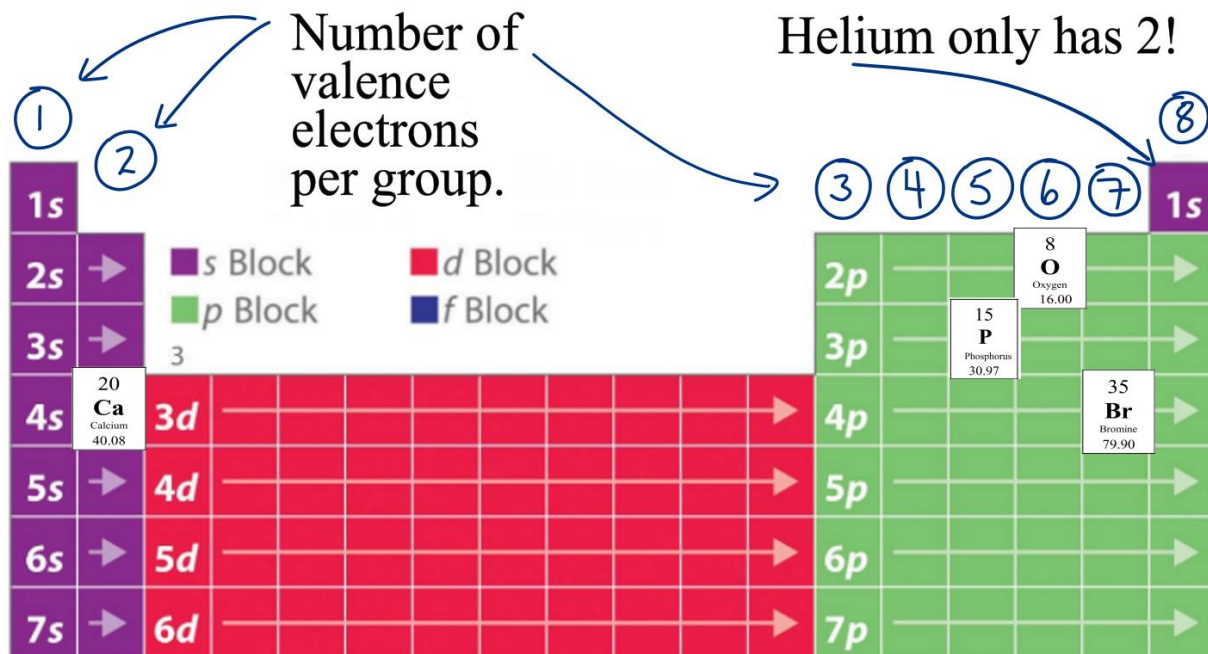 Number of
valence
electrons
per group.
Helium only has 2!
1
2
3
4
5
6
7
8
1s
1s
2s
2p
8
O
Oxygen
16.00
s Block
d Block
p Block
f Block
3s
3
3p
15
P
Phosphorus
30.97
4s
20
Ca
Calcium
40.08
3d
4p
35
Br
Bromine
79.90
5s
4d
5p
6s
5d
6p
7s
6d
7p